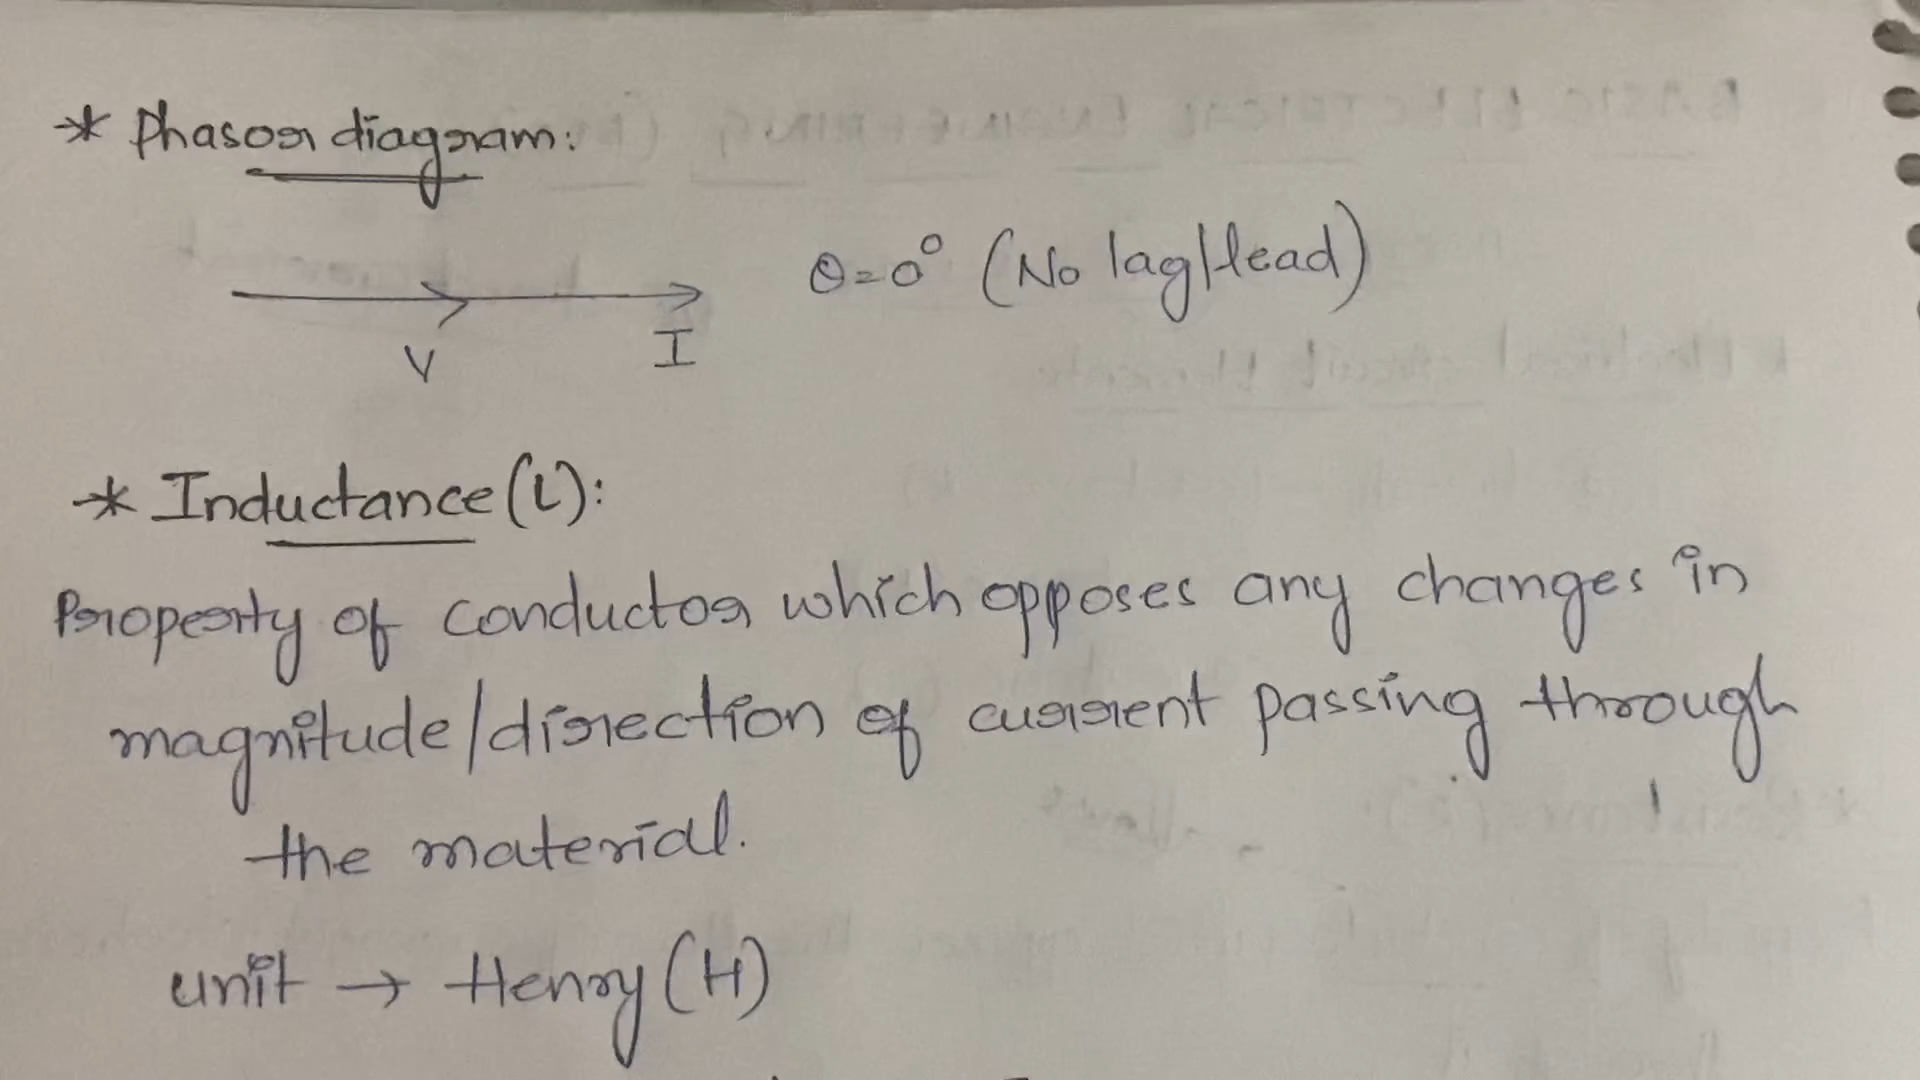 * Phasor diagram:
θ=0° (No lag/lead)
V I
* Inductance (L):
Property of conductor which opposes any changes in
magnitude/direction of current passing through
the material.
unit → Henry (H)